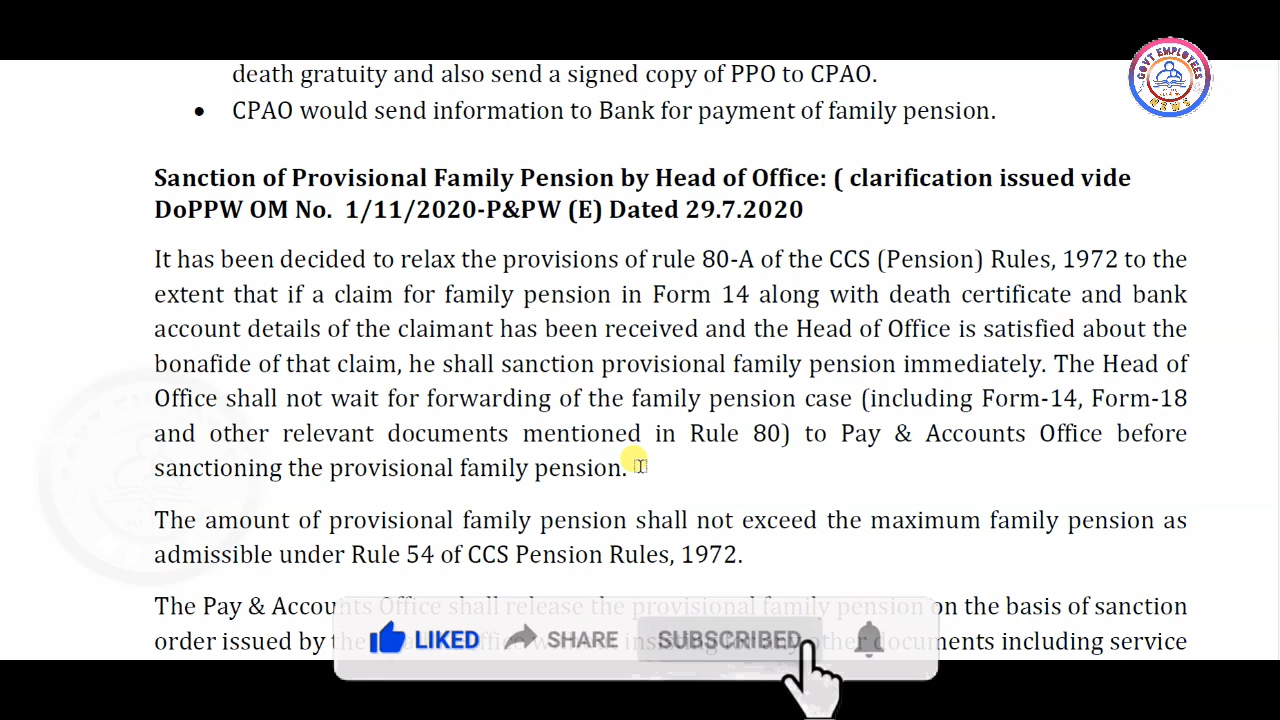 death gratuity and also send a signed copy of PPO to CPAO.
GOVT EMPLOYEES
NEWS
• CPAO would send information to Bank for payment of family pension.
Sanction of Provisional Family Pension by Head of Office: ( clarification issued vide
DoPPW OM No. 1/11/2020-P&PW (E) Dated 29.7.2020
It has been decided to relax the provisions of rule 80-A of the CCS (Pension) Rules, 1972 to the
extent that if a claim for family pension in Form 14 along with death certificate and bank
account details of the claimant has been received and the Head of Office is satisfied about the
bonafide of that claim, he shall sanction provisional family pension immediately. The Head of
Office shall not wait for forwarding of the family pension case (including Form-14, Form-18
and other relevant documents mentioned in Rule 80) to Pay & Accounts Office before
sanctioning the provisional family pension.
The amount of provisional family pension shall not exceed the maximum family pension as
admissible under Rule 54 of CCS Pension Rules, 1972.
The Pay & Accounts Office shall release the provisional family pension on the basis of sanction
order issued by the documents including service
LIKED SHARE SUBSCRIBED